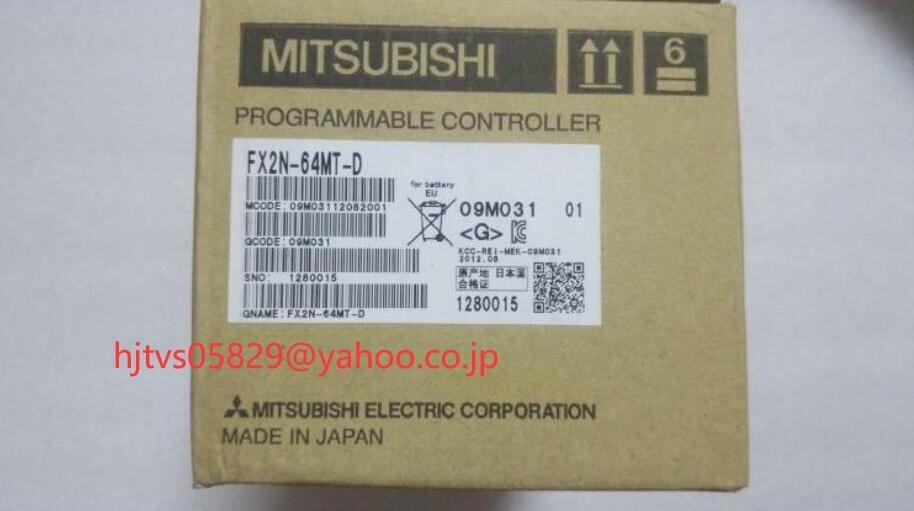 MITSUBISHI
6
PROGRAMMABLE CONTROLLER
FX2N-64MT-D
MCODE: 09M03112082001
GCODE: 09M031
SNO: 1280015
GNAME: FX2N-64MT-D
for battery
EU
09M031 01
<G>
KCC-REI-MEK-09M031
2012.08
原产地 日本国
合格证
1280015
hjtvs05829@yahoo.co.jp
MITSUBISHI ELECTRIC CORPORATION
MADE IN JAPAN